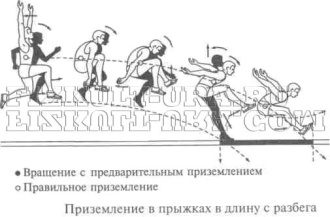 ● Вращение с предварительным приземлением
○ Правильное приземление
Приземление в прыжках в длину с разбега